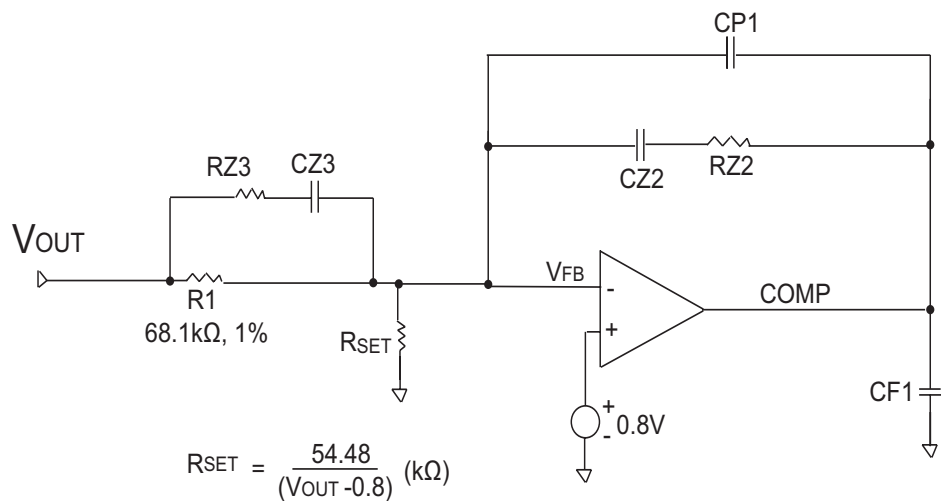 CP1
CZ2
RZ2
RZ3
CZ3
VOUT
R1
68.1kΩ, 1%
RSET
VFB
-
+
COMP
CF1
+
-
0.8V
RSET = 54.48 / (VOUT -0.8) (kΩ)